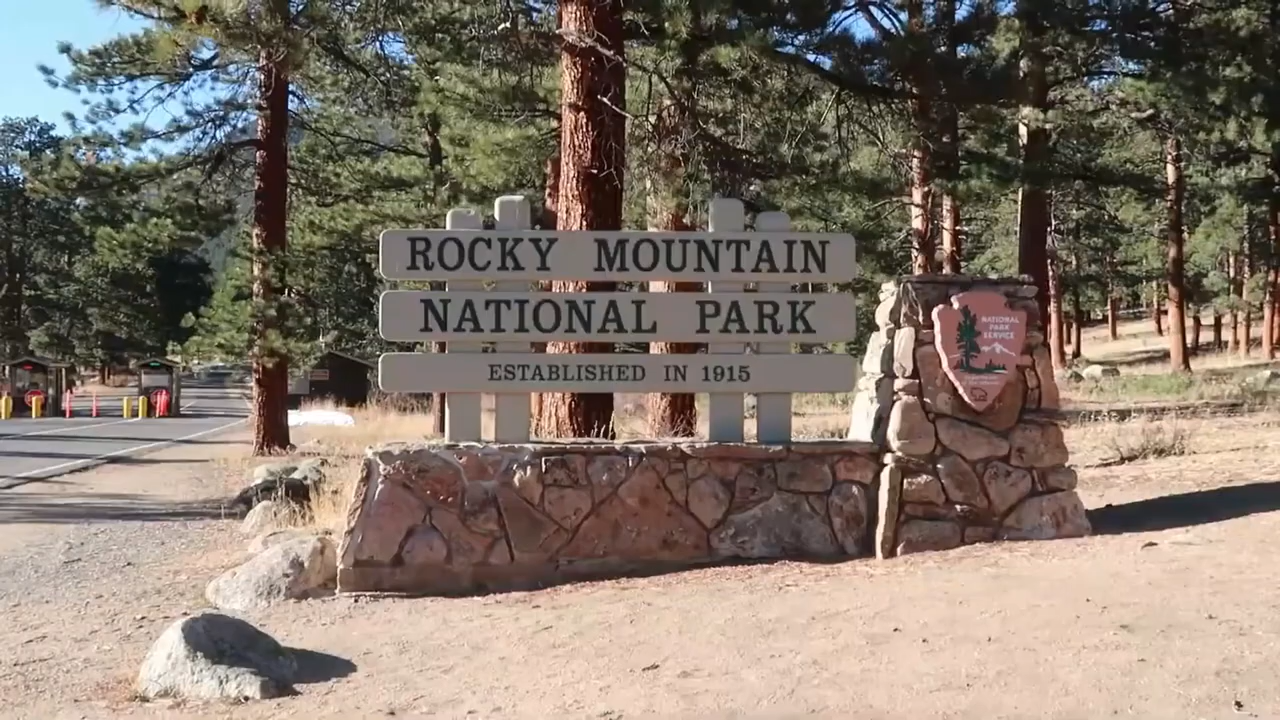 ROCKY MOUNTAIN
NATIONAL PARK
ESTABLISHED IN 1915
NATIONAL
PARK
SERVICE